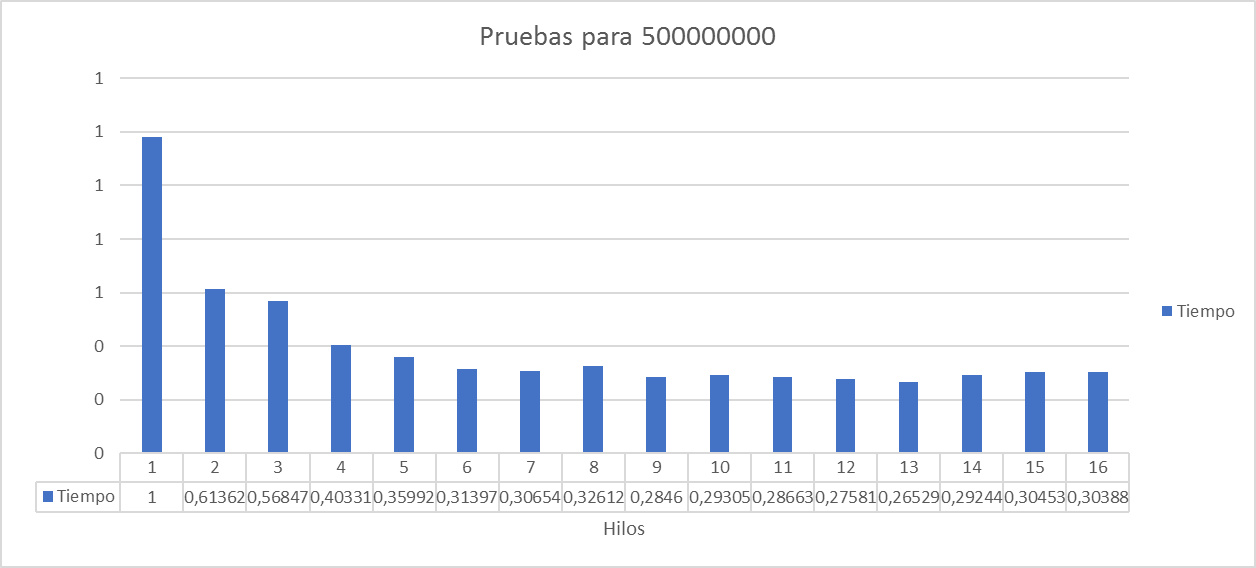 Pruebas para 500000000
1
1
1
1
1
0
0
0
1 2 3 4 5 6 7 8 9 10 11 12 13 14 15 16
Tiempo 1 0,61362 0,56847 0,40331 0,35992 0,31397 0,30654 0,32612 0,2846 0,29305 0,28663 0,27581 0,26529 0,29244 0,30453 0,30388
Hilos
Tiempo